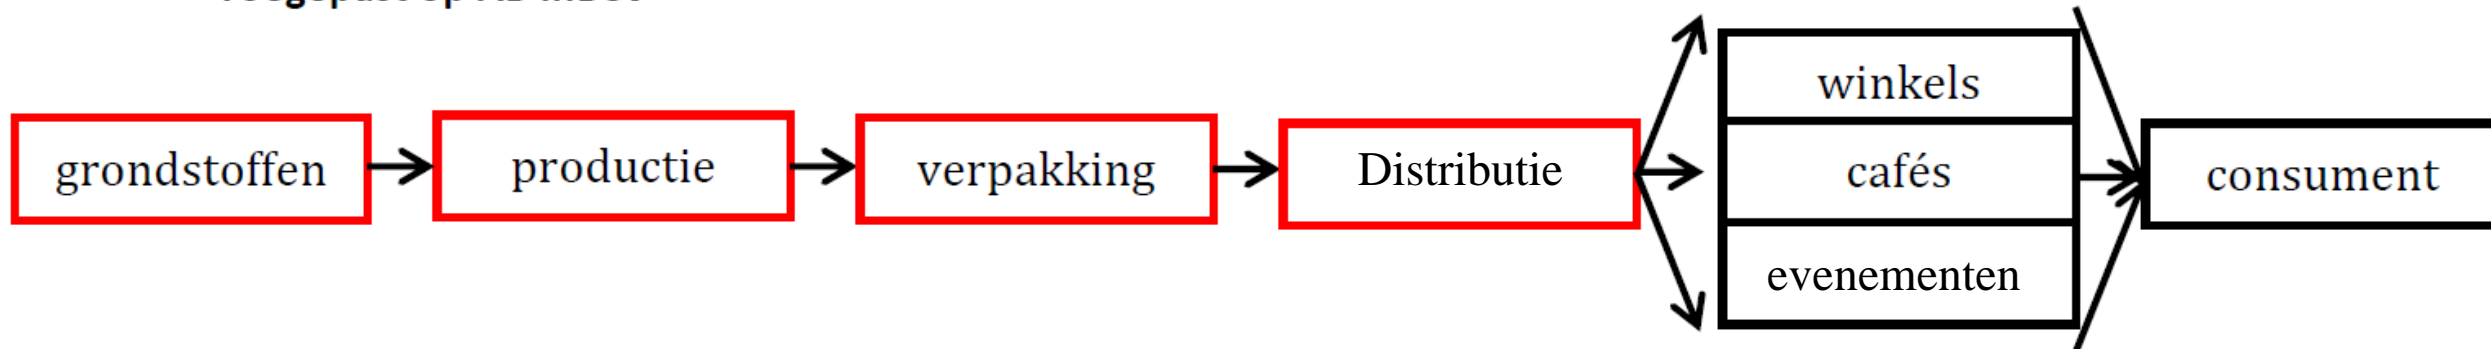 grondstoffen
productie
verpakking
Distributie
winkels
cafés
evenementen
consument